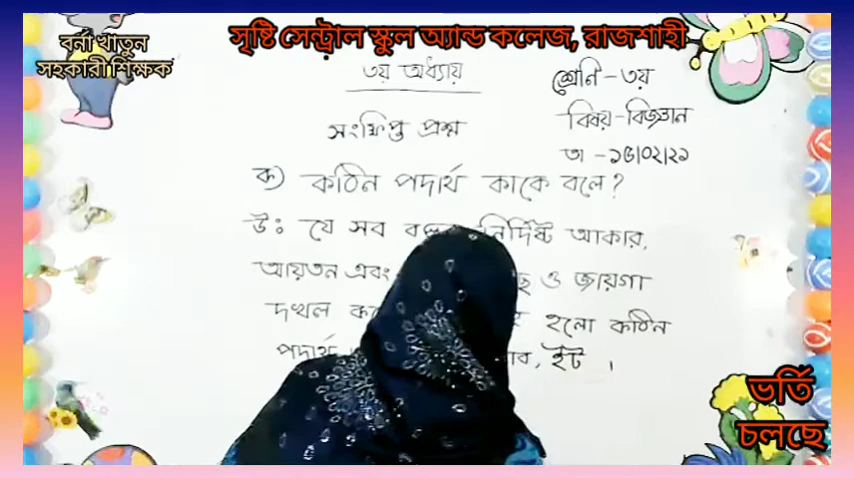 সৃষ্টি সেন্ট্রাল স্কুল অ্যান্ড কলেজ, রাজশাহী
বর্না খাতুন
সহকারী শিক্ষক
৩য় অধ্যায়
শ্রেণি - ৩য়
বিষয় - বিজ্ঞান
তা - ১৬/০২/২১
সংক্ষিপ্ত প্রশ্ন
ক) কঠিন পদার্থ কাকে বলে?
উঃ যে সব নির্দিষ্ট আকার,
আয়তন এবং ও জায়গা
দখল হলো কঠিন
পদার্থ ইট ।
ভর্তি
চলছে